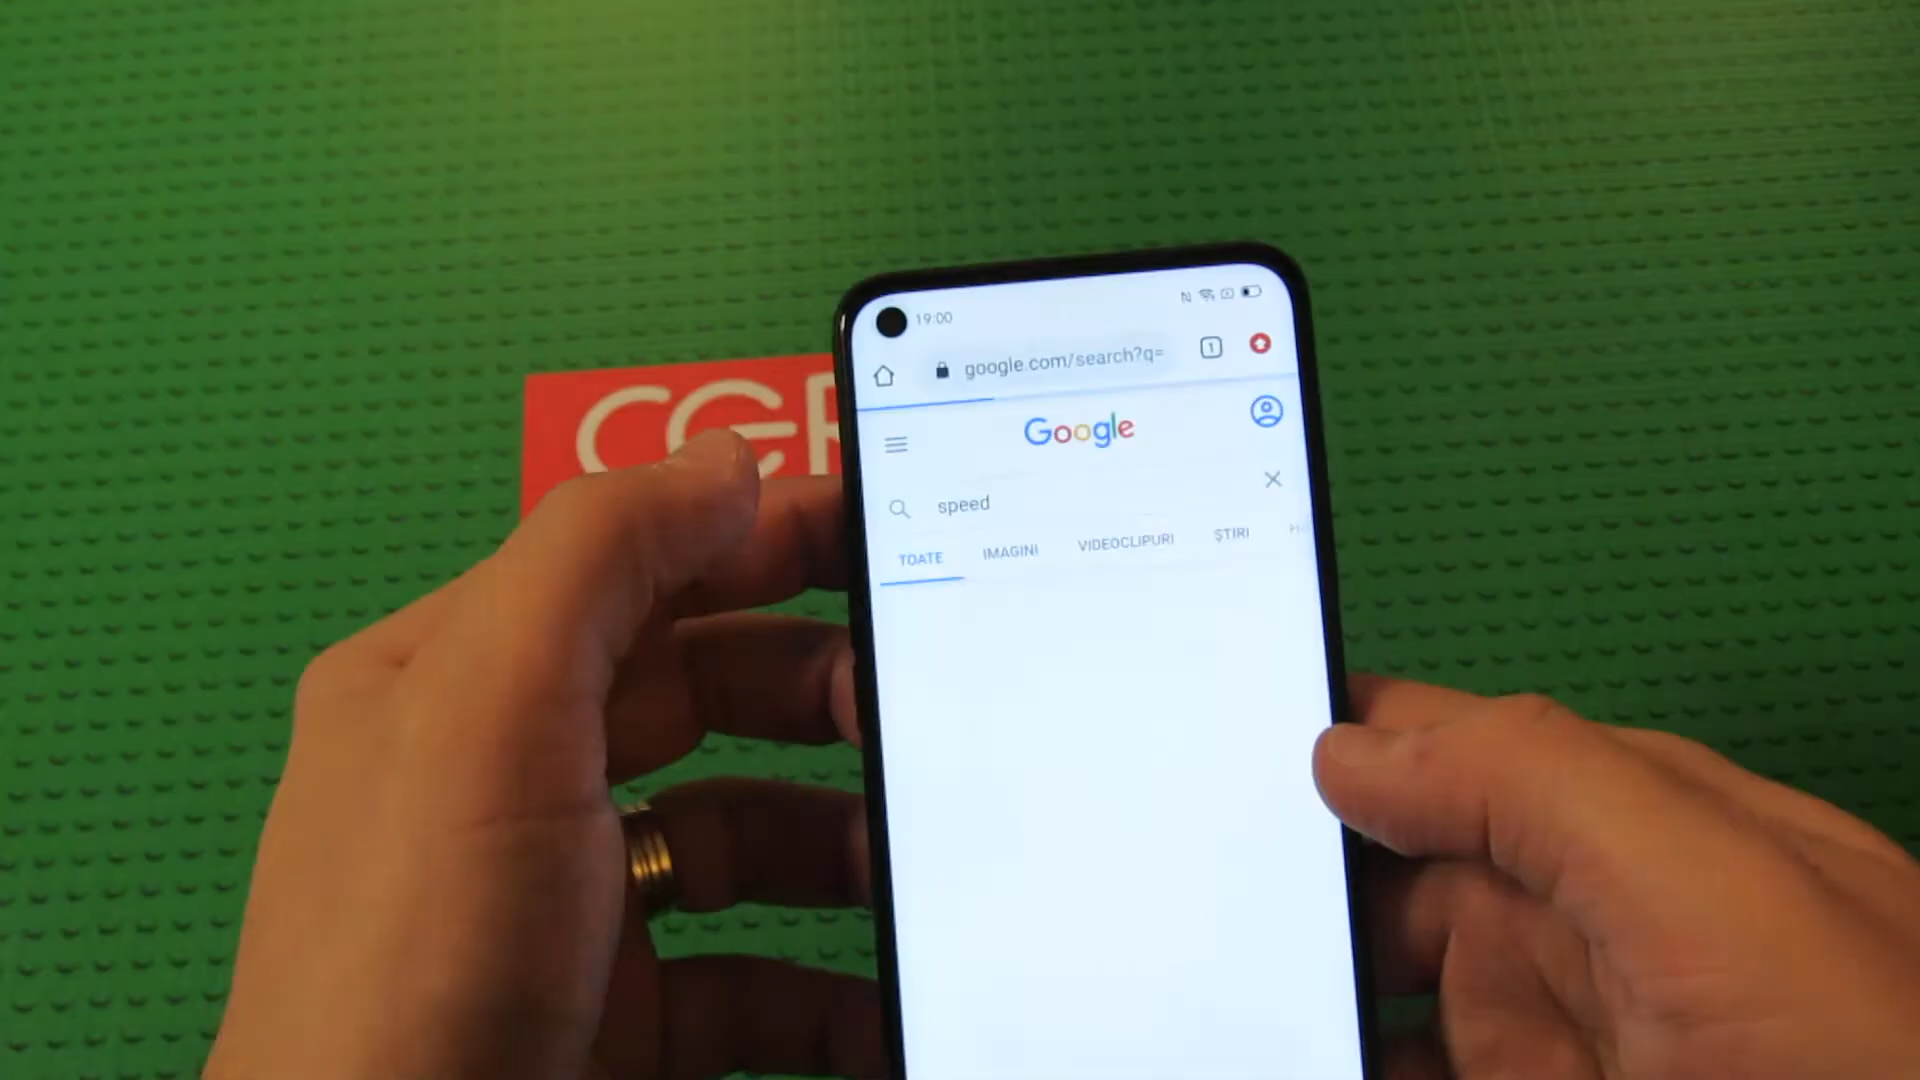 19:00
google.com/search?q=
1
Google
speed
TOATE IMAGINI VIDEOCLIPURI ȘTIRI